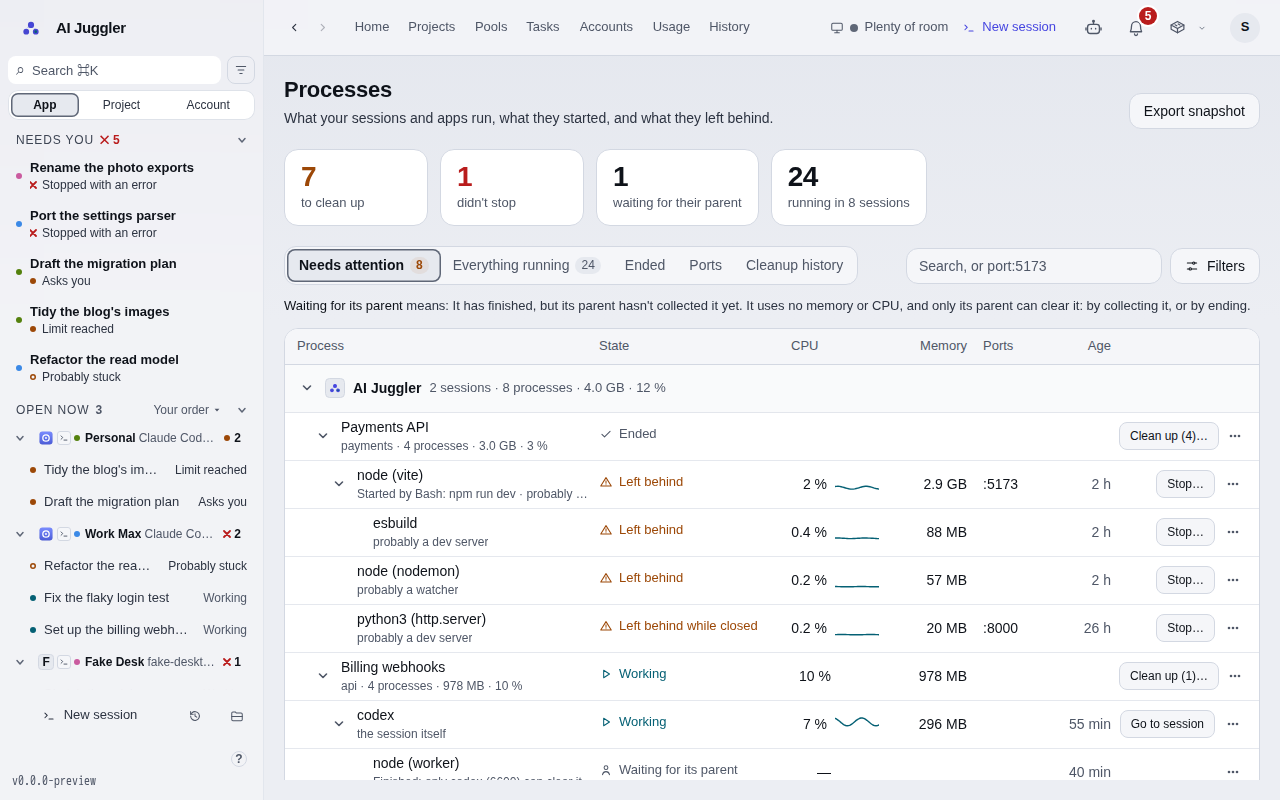 AI Juggler
Search ⌘K
App Project Account
NEEDS YOU 5
Rename the photo exports
Stopped with an error
Port the settings parser
Stopped with an error
Draft the migration plan
Asks you
Tidy the blog's images
Limit reached
Refactor the read model
Probably stuck
OPEN NOW 3 Your order
Personal Claude Cod… 2
Tidy the blog's im… Limit reached
Draft the migration plan Asks you
Work Max Claude Co… 2
Refactor the rea… Probably stuck
Fix the flaky login test Working
Set up the billing webh… Working
F Fake Desk fake-deskt… 1
New session
?
v0.0.0-preview
Home Projects Pools Tasks Accounts Usage History Plenty of room New session 5 S
Processes
What your sessions and apps run, what they started, and what they left behind.
Export snapshot
7 to clean up
1 didn't stop
1 waiting for their parent
24 running in 8 sessions
Needs attention 8 Everything running 24 Ended Ports Cleanup history Search, or port:5173 Filters
Waiting for its parent means: It has finished, but its parent hasn't collected it yet. It uses no memory or CPU, and only its parent can clear it: by collecting it, or by ending.
Process State CPU Memory Ports Age
AI Juggler 2 sessions · 8 processes · 4.0 GB · 12 %
Payments API Ended Clean up (4)…
payments · 4 processes · 3.0 GB · 3 %
node (vite) Left behind 2 % 2.9 GB :5173 2 h Stop…
Started by Bash: npm run dev · probably …
esbuild Left behind 0.4 % 88 MB 2 h Stop…
probably a dev server
node (nodemon) Left behind 0.2 % 57 MB 2 h Stop…
probably a watcher
python3 (http.server) Left behind while closed 0.2 % 20 MB :8000 26 h Stop…
probably a dev server
Billing webhooks Working 10 % 978 MB Clean up (1)…
api · 4 processes · 978 MB · 10 %
codex Working 7 % 296 MB 55 min Go to session
the session itself
node (worker) Waiting for its parent — 40 min
Finished: only codex (6600) can clear it